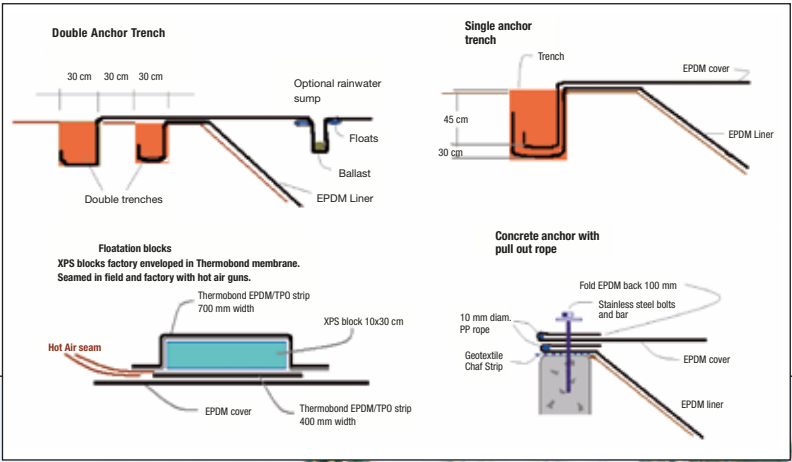 Double Anchor Trench
30 cm
30 cm
30 cm
Optional rainwater
sump
Floats
Ballast
EPDM Liner
Double trenches
Single anchor
trench
Trench
EPDM cover
45 cm
30 cm
EPDM Liner
Floatation blocks
XPS blocks factory enveloped in Thermobond membrane.
Seamed in field and factory with hot air guns.
Thermobond EPDM/TPO strip
700 mm width
XPS block 10x30 cm
Hot Air seam
EPDM cover
Thermobond EPDM/TPO strip
400 mm width
Concrete anchor with
pull out rope
Fold EPDM back 100 mm
Stainless steel bolts
and bar
10 mm diam.
PP rope
Geotextile
Chaf Strip
EPDM cover
EPDM liner